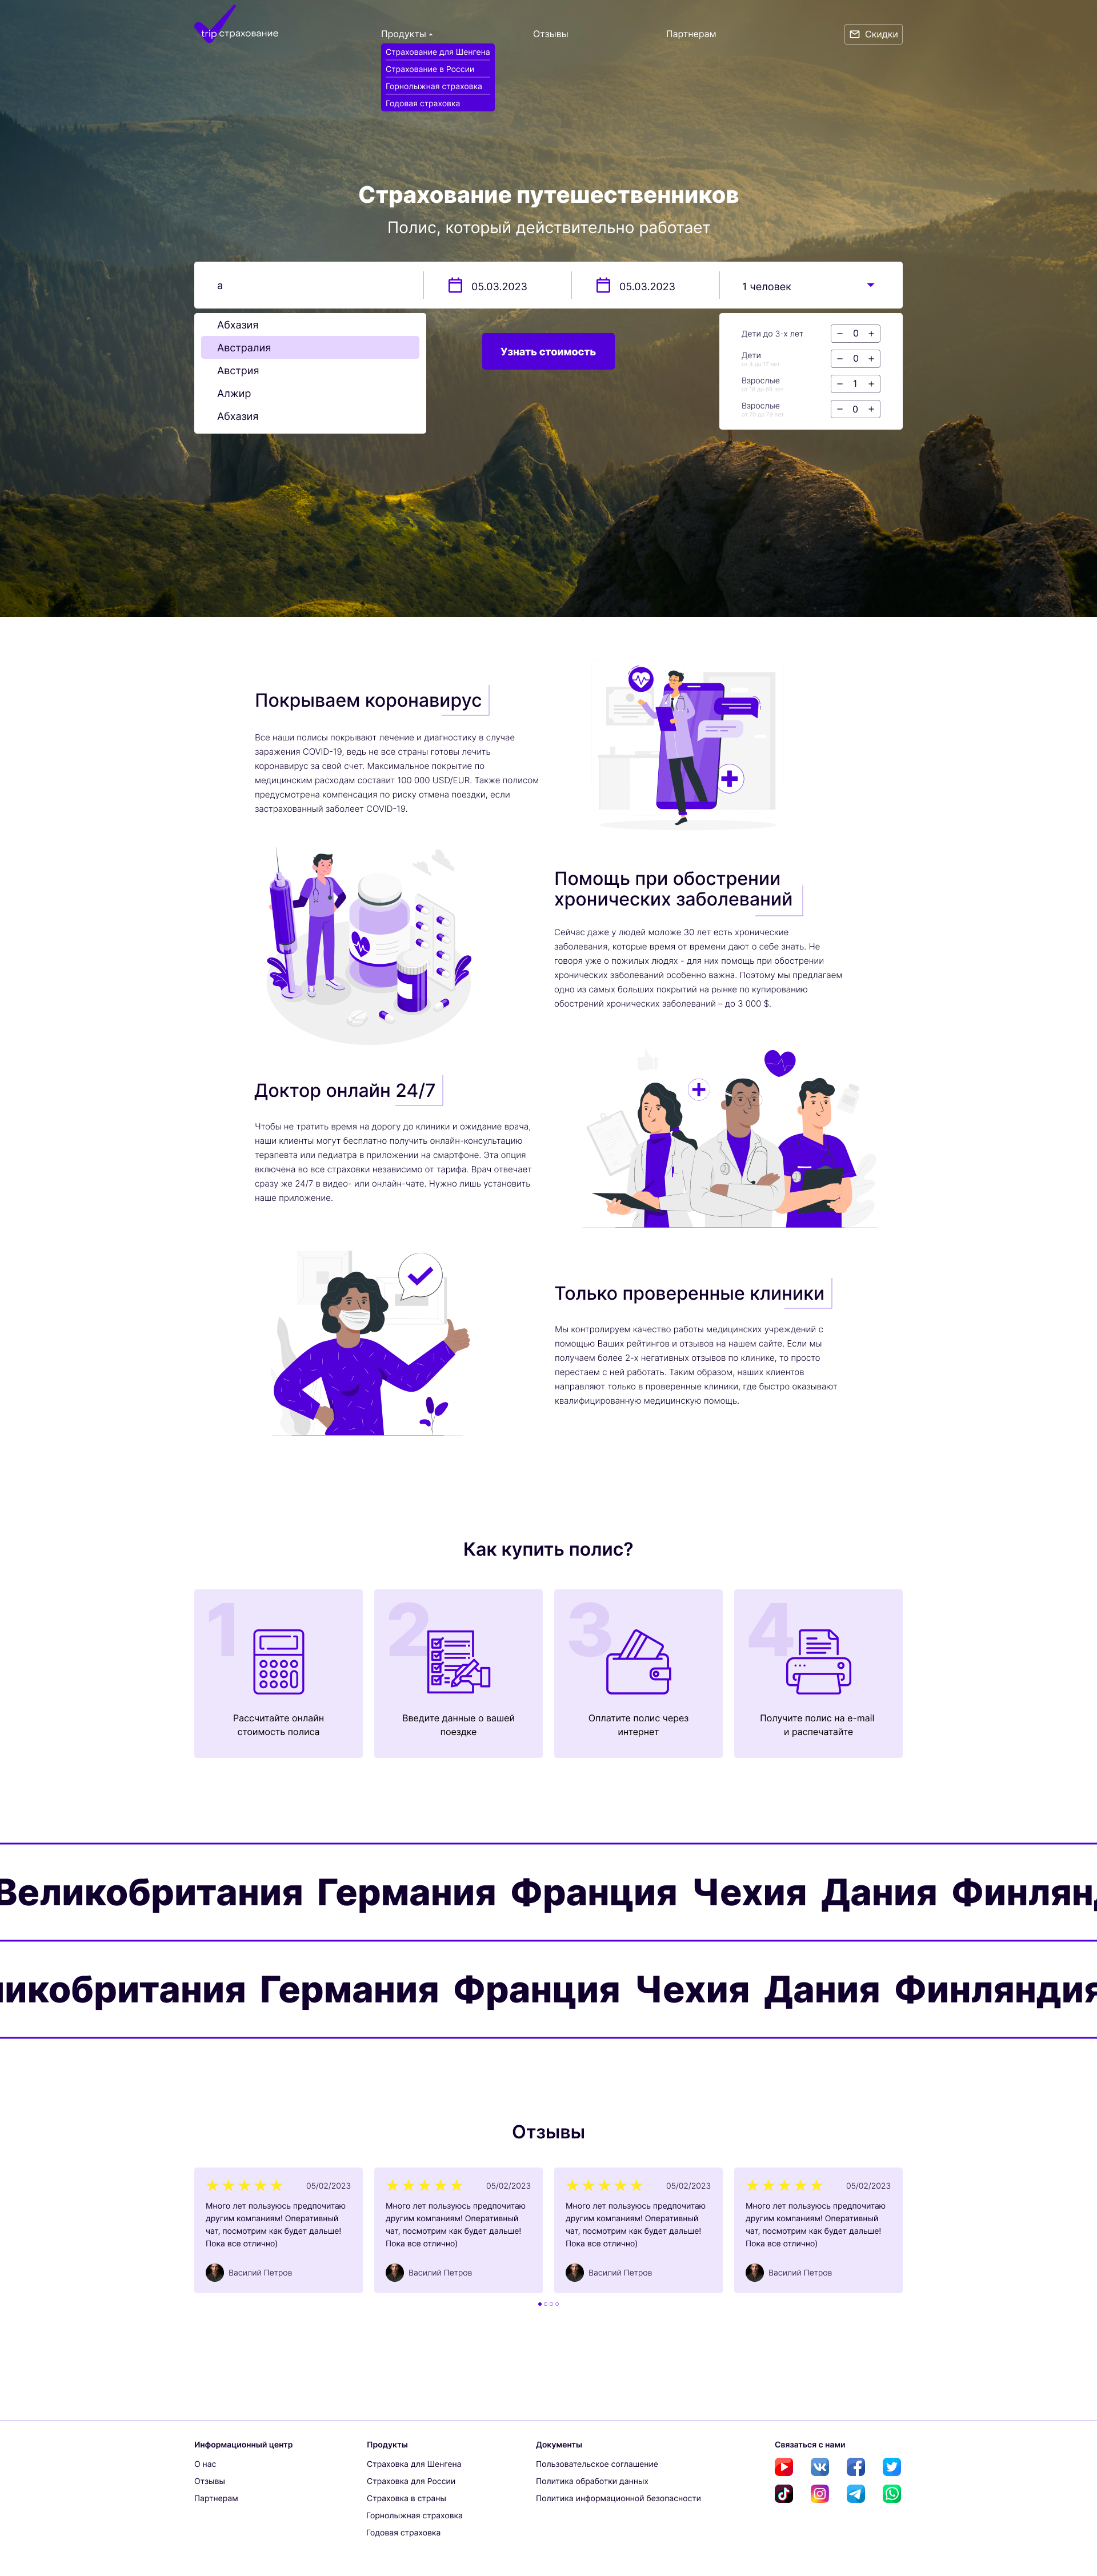 trip страхование
Продукты
Отзывы
Партнерам
Скидки
Страхование для Шенгена
Страхование в России
Горнолыжная страховка
Годовая страховка
Страхование путешественников
Полис, который действительно работает
а
05.03.2023
05.03.2023
1 человек
Абхазия
Австралия
Австрия
Алжир
Абхазия
Узнать стоимость
Дети до 3-х лет
– 0 +
Дети
– 0 +
от 4 до 17 лет
Взрослые
– 1 +
Взрослые
– 0 +
Покрываем коронавирус
Все наши полисы покрывают лечение и диагностику в случае
заражения COVID-19, ведь не все страны готовы лечить
коронавирус за свой счет. Максимальное покрытие по
медицинским расходам составит 100 000 USD/EUR. Также полисом
предусмотрена компенсация по риску отмена поездки, если
застрахованный заболеет COVID-19.
Помощь при обострении
хронических заболеваний
Сейчас даже у людей моложе 30 лет есть хронические
заболевания, которые время от времени дают о себе знать. Не
говоря уже о пожилых людях - для них помощь при обострении
хронических заболеваний особенно важна. Поэтому мы предлагаем
одно из самых больших покрытий на рынке по купированию
обострений хронических заболеваний – до 3 000 $.
Доктор онлайн 24/7
Чтобы не тратить время на дорогу до клиники и ожидание врача,
наши клиенты могут бесплатно получить онлайн-консультацию
терапевта или педиатра в приложении на смартфоне. Эта опция
включена во все страховки независимо от тарифа. Врач отвечает
сразу же 24/7 в видео- или онлайн-чате. Нужно лишь установить
наше приложение.
Только проверенные клиники
Мы контролируем качество работы медицинских учреждений с
помощью Ваших рейтингов и отзывов на нашем сайте. Если мы
получаем более 2-х негативных отзывов по клинике, то просто
перестаем с ней работать. Таким образом, наших клиентов
направляют только в проверенные клиники, где быстро оказывают
квалифицированную медицинскую помощь.
Как купить полис?
1
Рассчитайте онлайн
стоимость полиса
2
Введите данные о вашей
поездке
3
Оплатите полис через
интернет
4
Получите полис на e-mail
и распечатайте
Великобритания Германия Франция Чехия Дания Финлянд
ликобритания Германия Франция Чехия Дания Финляндия
Отзывы
05/02/2023
Много лет пользуюсь предпочитаю
другим компаниям! Оперативный
чат, посмотрим как будет дальше!
Пока все отлично)
Василий Петров
05/02/2023
Много лет пользуюсь предпочитаю
другим компаниям! Оперативный
чат, посмотрим как будет дальше!
Пока все отлично)
Василий Петров
05/02/2023
Много лет пользуюсь предпочитаю
другим компаниям! Оперативный
чат, посмотрим как будет дальше!
Пока все отлично)
Василий Петров
05/02/2023
Много лет пользуюсь предпочитаю
другим компаниям! Оперативный
чат, посмотрим как будет дальше!
Пока все отлично)
Василий Петров
Информационный центр
О нас
Отзывы
Партнерам
Продукты
Страховка для Шенгена
Страховка для России
Страховка в страны
Горнолыжная страховка
Годовая страховка
Документы
Пользовательское соглашение
Политика обработки данных
Политика информационной безопасности
Связаться с нами